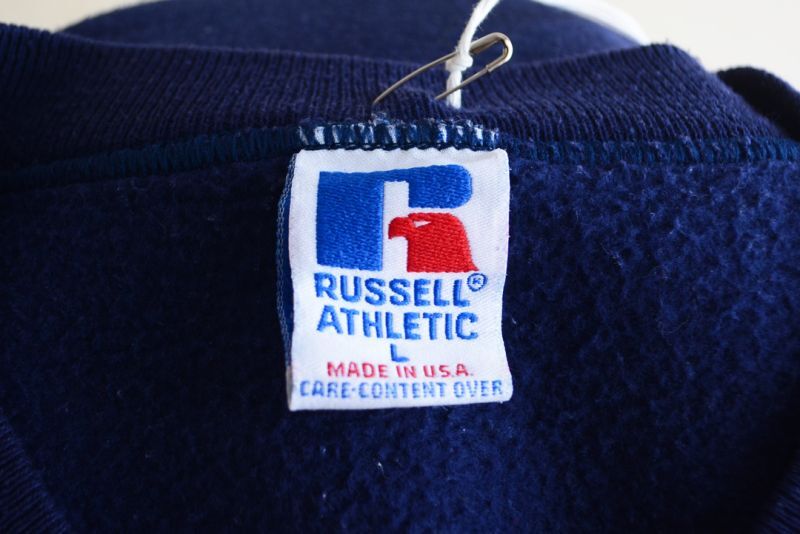 R
RUSSELL®
ATHLETIC
L
MADE IN U.S.A.
CARE-CONTENT OVER